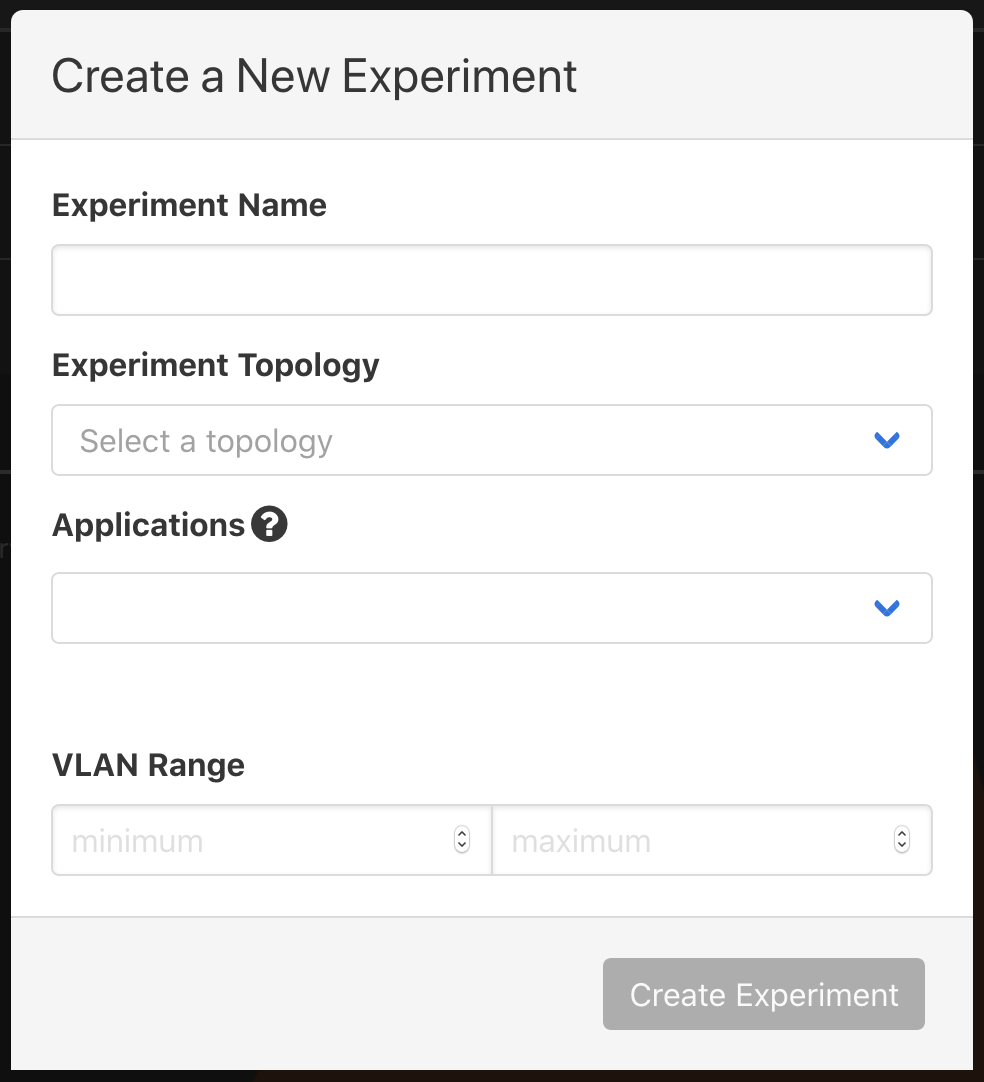 Create a New Experiment
Experiment Name
Experiment Topology
Select a topology
Applications ?
VLAN Range
minimum maximum
Create Experiment